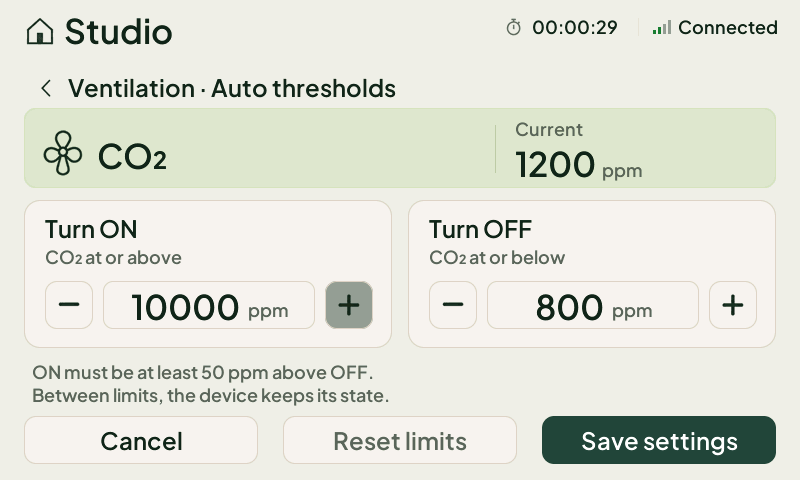 Studio
00:00:29
Connected
Ventilation · Auto thresholds
CO₂
Current
1200 ppm
Turn ON
CO₂ at or above
− 10000 ppm +
Turn OFF
CO₂ at or below
− 800 ppm +
ON must be at least 50 ppm above OFF.
Between limits, the device keeps its state.
Cancel
Reset limits
Save settings